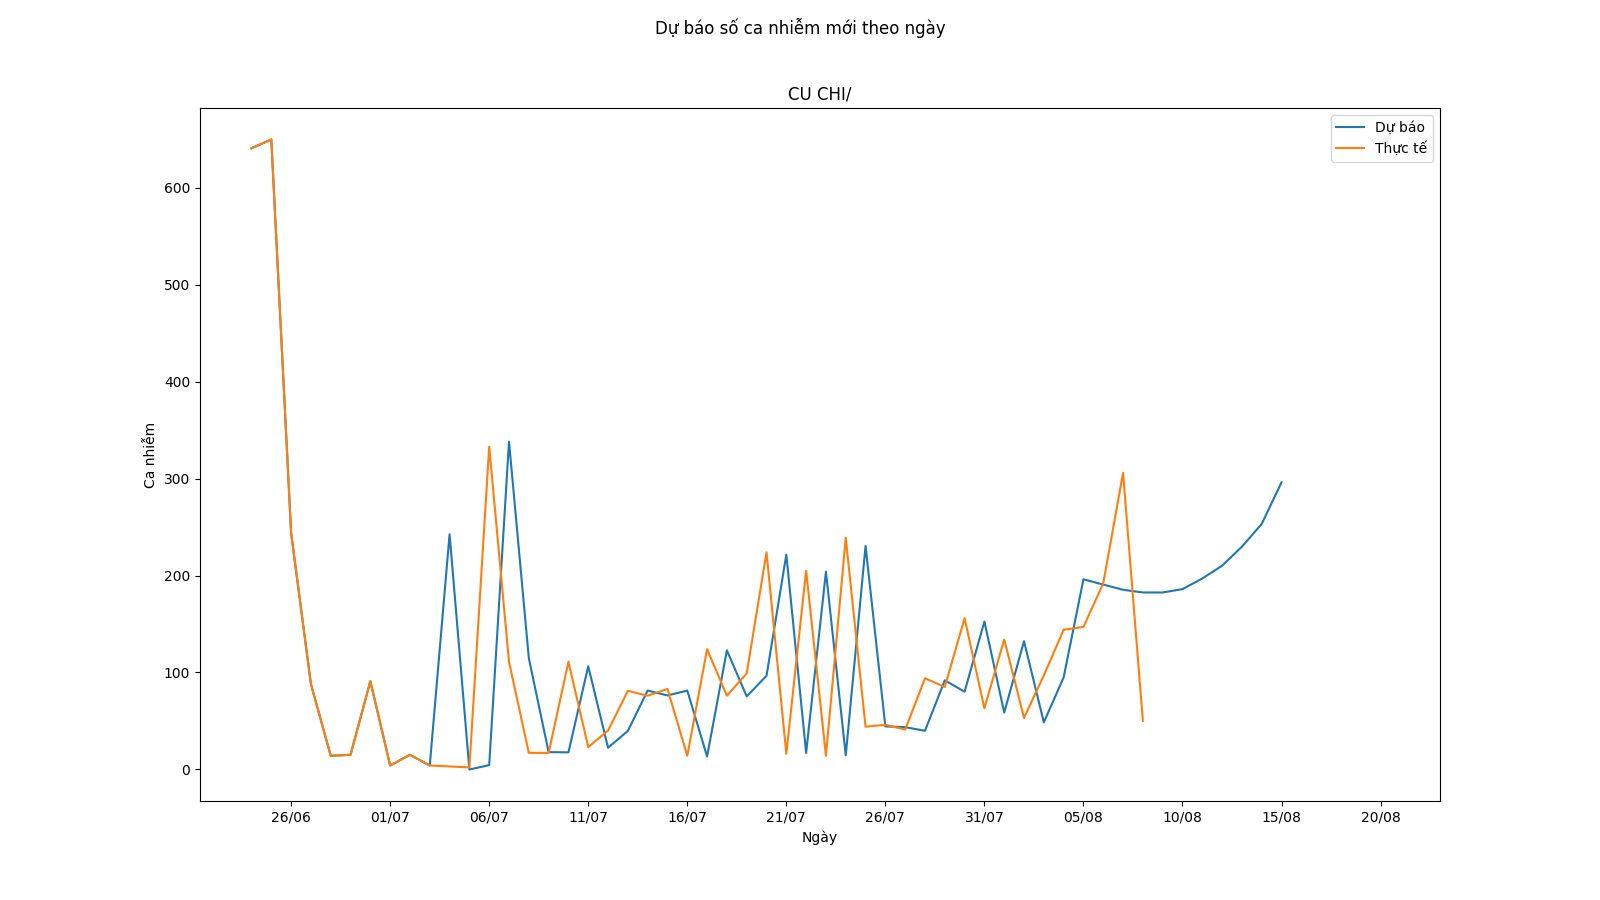 Dự báo số ca nhiễm mới theo ngày
CU CHI/
Dự báo
Thực tế
600
500
400
300
200
100
0
Ca nhiễm
26/06 01/07 06/07 11/07 16/07 21/07 26/07 31/07 05/08 10/08 15/08 20/08
Ngày